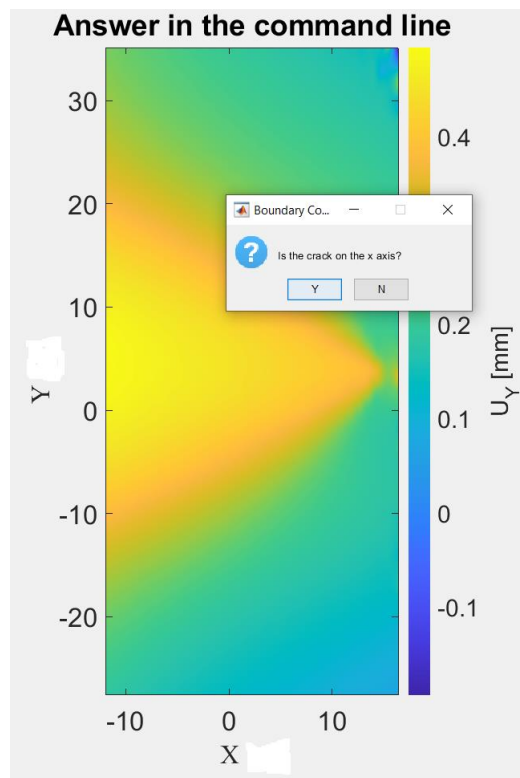 Answer in the command line
30
20
10
0
-10
-20
Y
-10
0
10
X
0.4
0.2
0.1
0
-0.1
U_Y [mm]
Boundary Co...
Is the crack on the x axis?
Y
N